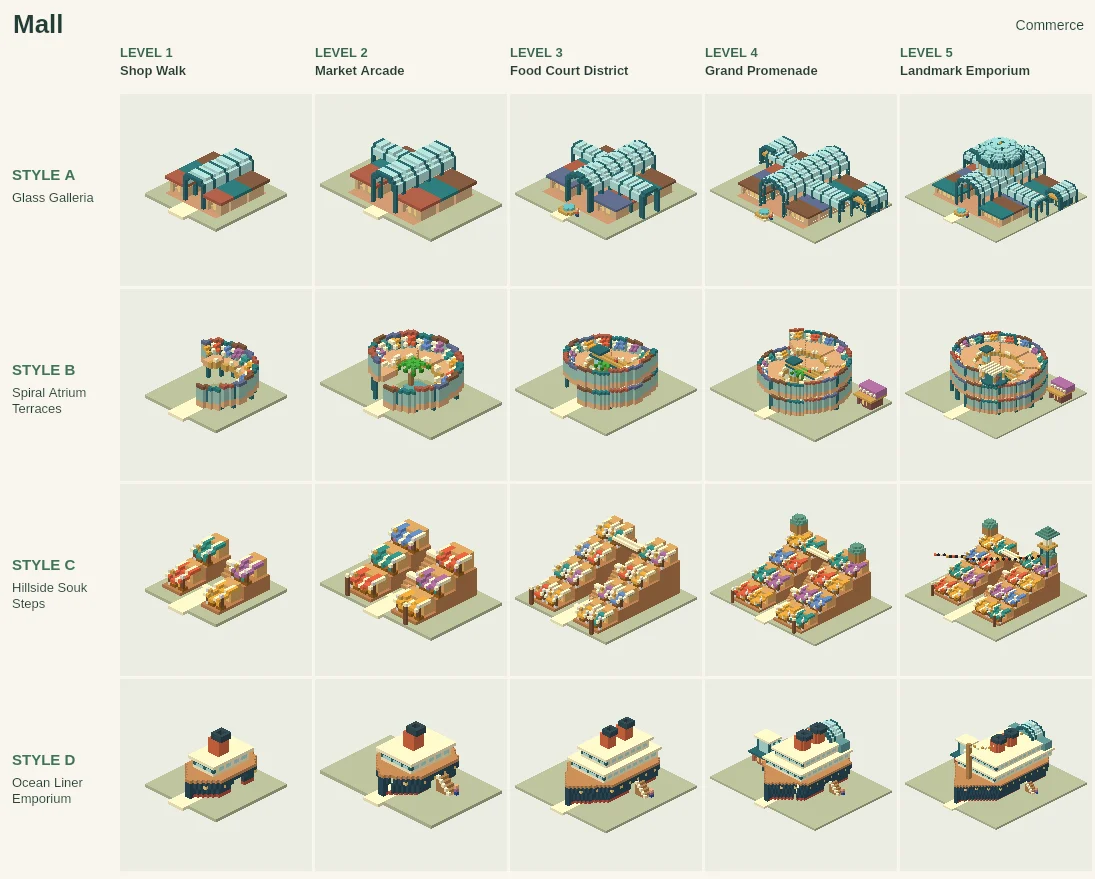 Mall
Commerce
LEVEL 1
Shop Walk
LEVEL 2
Market Arcade
LEVEL 3
Food Court District
LEVEL 4
Grand Promenade
LEVEL 5
Landmark Emporium
STYLE A
Glass Galleria
STYLE B
Spiral Atrium
Terraces
STYLE C
Hillside Souk
Steps
STYLE D
Ocean Liner
Emporium